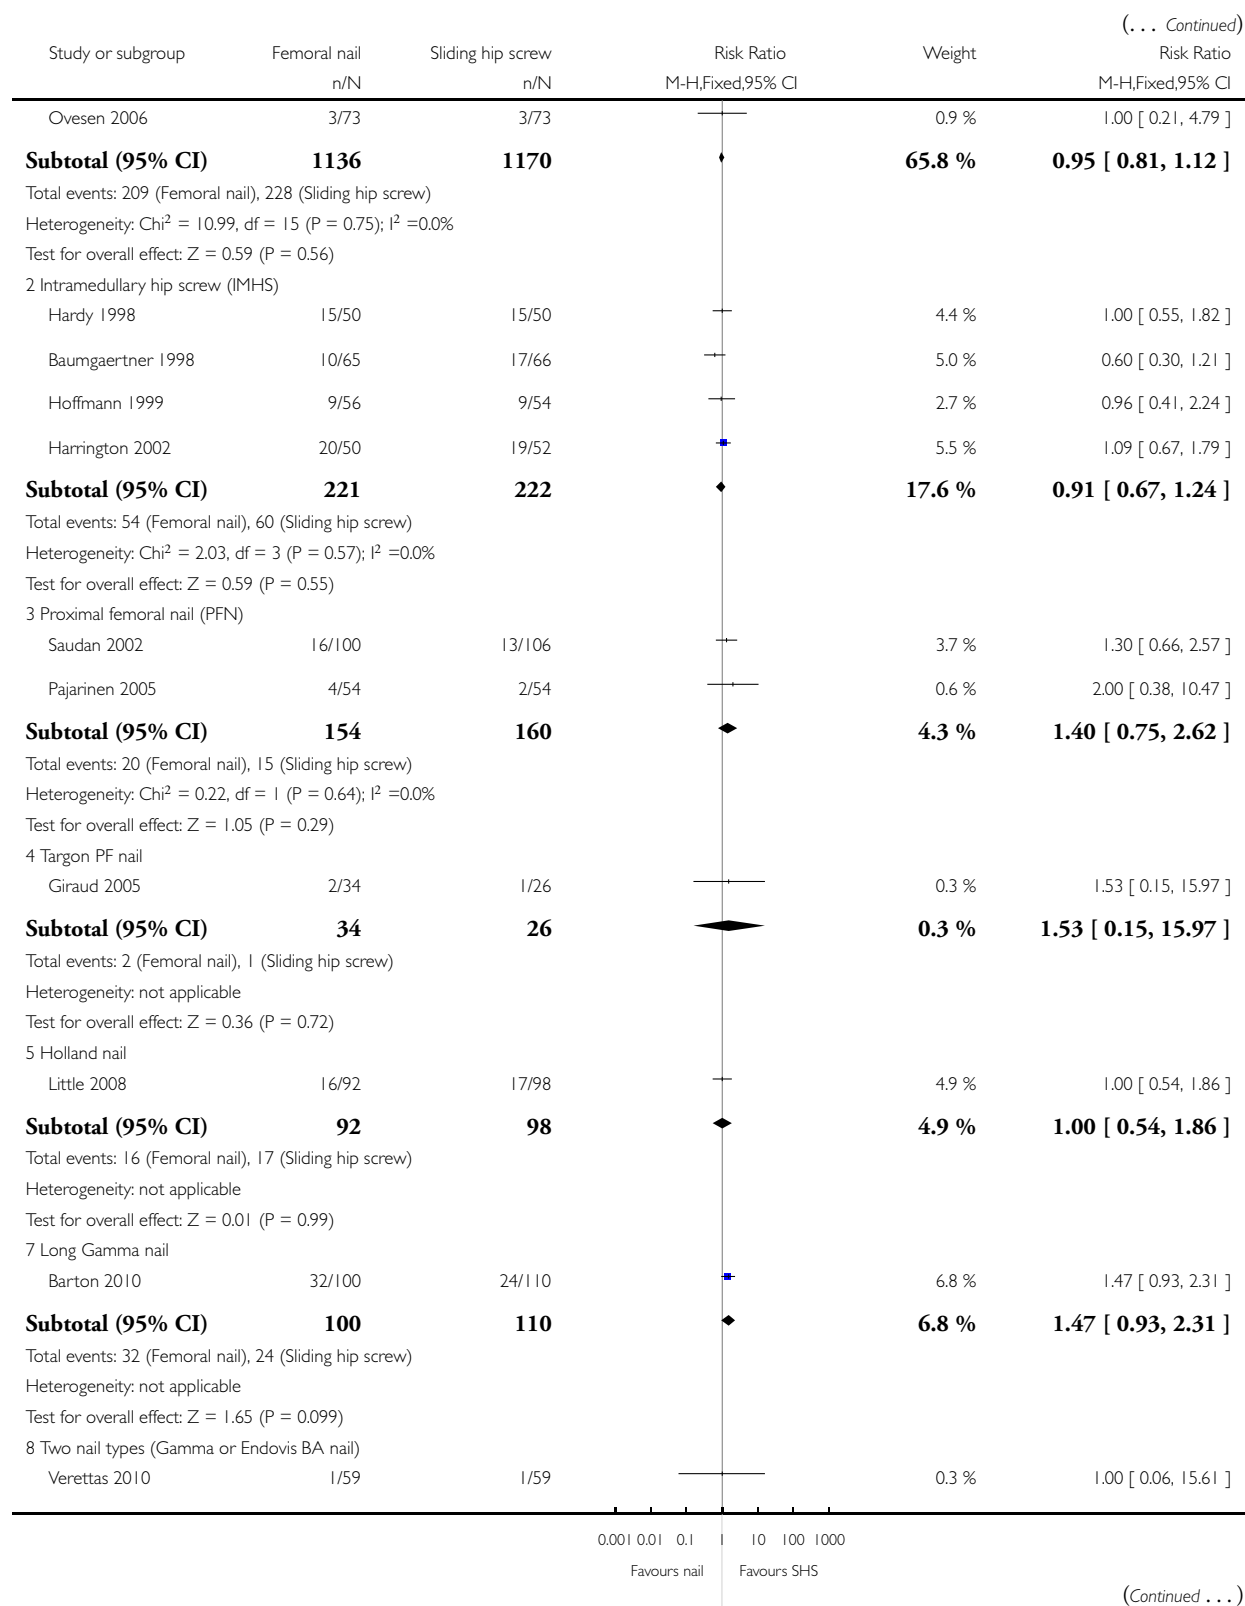 (... Continued)
Study or subgroup Femoral nail Sliding hip screw Risk Ratio Weight Risk Ratio
n/N n/N M-H,Fixed,95% CI M-H,Fixed,95% CI
Ovesen 2006 3/73 3/73 0.9 % 1.00 [ 0.21, 4.79 ]
Subtotal (95% CI) 1136 1170 65.8 % 0.95 [ 0.81, 1.12 ]
Total events: 209 (Femoral nail), 228 (Sliding hip screw)
Heterogeneity: Chi² = 10.99, df = 15 (P = 0.75); I² =0.0%
Test for overall effect: Z = 0.59 (P = 0.56)
2 Intramedullary hip screw (IMHS)
Hardy 1998 15/50 15/50 4.4 % 1.00 [ 0.55, 1.82 ]
Baumgaertner 1998 10/65 17/66 5.0 % 0.60 [ 0.30, 1.21 ]
Hoffmann 1999 9/56 9/54 2.7 % 0.96 [ 0.41, 2.24 ]
Harrington 2002 20/50 19/52 5.5 % 1.09 [ 0.67, 1.79 ]
Subtotal (95% CI) 221 222 17.6 % 0.91 [ 0.67, 1.24 ]
Total events: 54 (Femoral nail), 60 (Sliding hip screw)
Heterogeneity: Chi² = 2.03, df = 3 (P = 0.57); I² =0.0%
Test for overall effect: Z = 0.59 (P = 0.55)
3 Proximal femoral nail (PFN)
Saudan 2002 16/100 13/106 3.7 % 1.30 [ 0.66, 2.57 ]
Pajarinen 2005 4/54 2/54 0.6 % 2.00 [ 0.38, 10.47 ]
Subtotal (95% CI) 154 160 4.3 % 1.40 [ 0.75, 2.62 ]
Total events: 20 (Femoral nail), 15 (Sliding hip screw)
Heterogeneity: Chi² = 0.22, df = 1 (P = 0.64); I² =0.0%
Test for overall effect: Z = 1.05 (P = 0.29)
4 Targon PF nail
Giraud 2005 2/34 1/26 0.3 % 1.53 [ 0.15, 15.97 ]
Subtotal (95% CI) 34 26 0.3 % 1.53 [ 0.15, 15.97 ]
Total events: 2 (Femoral nail), 1 (Sliding hip screw)
Heterogeneity: not applicable
Test for overall effect: Z = 0.36 (P = 0.72)
5 Holland nail
Little 2008 16/92 17/98 4.9 % 1.00 [ 0.54, 1.86 ]
Subtotal (95% CI) 92 98 4.9 % 1.00 [ 0.54, 1.86 ]
Total events: 16 (Femoral nail), 17 (Sliding hip screw)
Heterogeneity: not applicable
Test for overall effect: Z = 0.01 (P = 0.99)
7 Long Gamma nail
Barton 2010 32/100 24/110 6.8 % 1.47 [ 0.93, 2.31 ]
Subtotal (95% CI) 100 110 6.8 % 1.47 [ 0.93, 2.31 ]
Total events: 32 (Femoral nail), 24 (Sliding hip screw)
Heterogeneity: not applicable
Test for overall effect: Z = 1.65 (P = 0.099)
8 Two nail types (Gamma or Endovis BA nail)
Verettas 2010 1/59 1/59 0.3 % 1.00 [ 0.06, 15.61 ]
0.001 0.01 0.1 1 10 100 1000
Favours nail Favours SHS
(Continued ...)